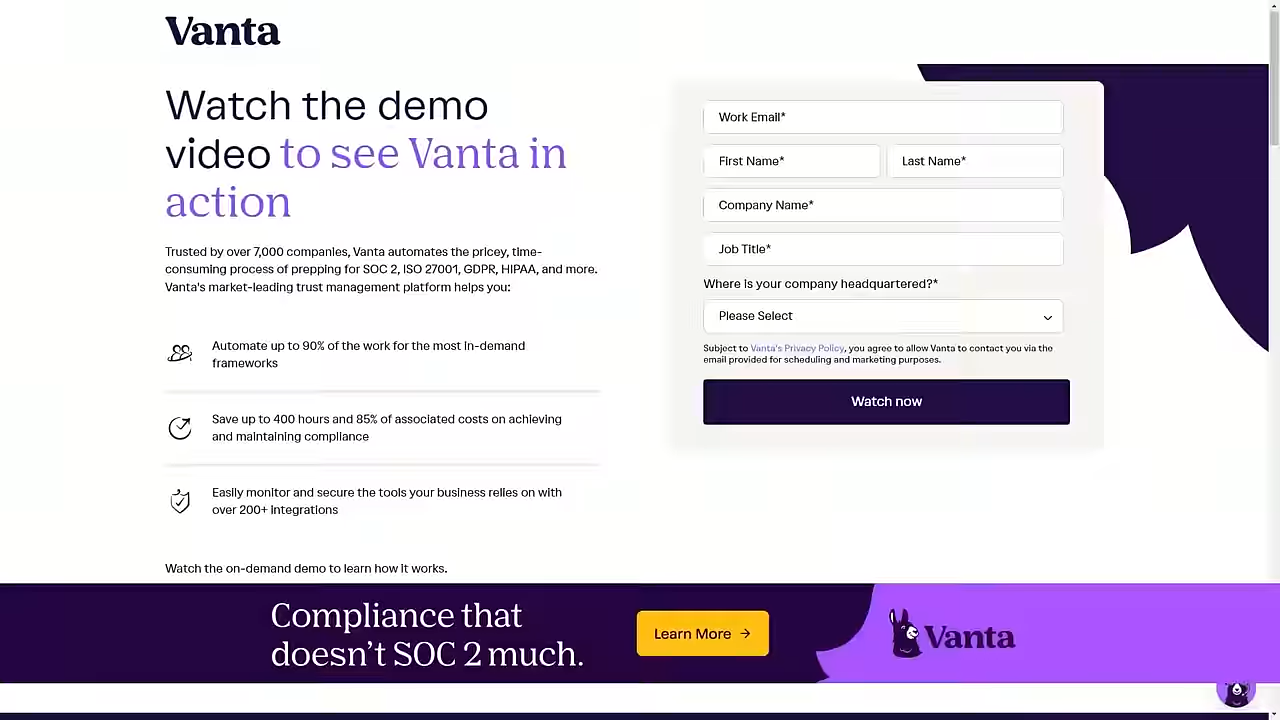 Vanta
Watch the demo
video to see Vanta in
action
Trusted by over 7,000 companies, Vanta automates the pricey, time-
consuming process of prepping for SOC 2, ISO 27001, GDPR, HIPAA, and more.
Vanta's market-leading trust management platform helps you:
Automate up to 90% of the work for the most in-demand
frameworks
Save up to 400 hours and 85% of associated costs on achieving
and maintaining compliance
Easily monitor and secure the tools your business relies on with
over 200+ integrations
Watch the on-demand demo to learn how it works.
Work Email*
First Name* Last Name*
Company Name*
Job Title*
Where is your company headquartered?*
Please Select
Subject to Vanta's Privacy Policy, you agree to allow Vanta to contact you via the
email provided for scheduling and marketing purposes.
Watch now
Compliance that
doesn't SOC 2 much.
Learn More →
Vanta